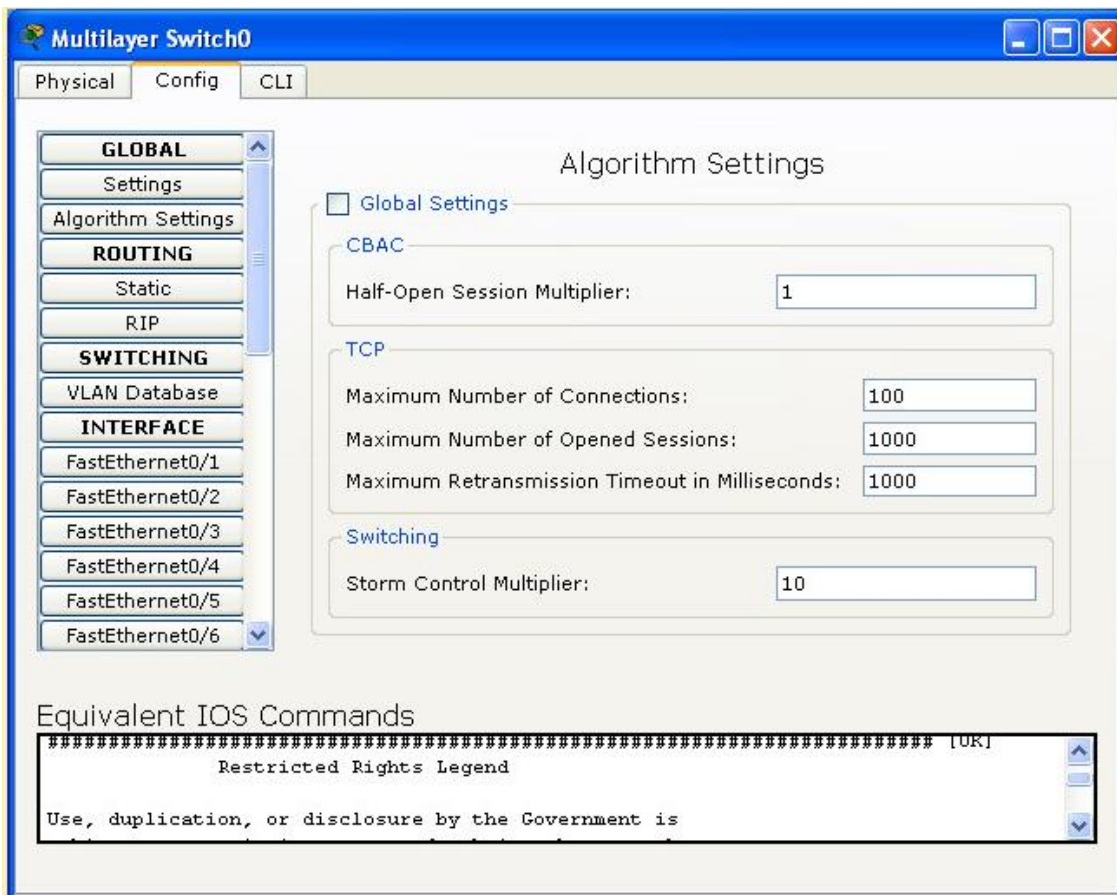 Multilayer Switch0
Physical Config CLI
GLOBAL
Settings
Algorithm Settings
ROUTING
Static
RIP
SWITCHING
VLAN Database
INTERFACE
FastEthernet0/1
FastEthernet0/2
FastEthernet0/3
FastEthernet0/4
FastEthernet0/5
FastEthernet0/6
Algorithm Settings
Global Settings
CBAC
Half-Open Session Multiplier: 1
TCP
Maximum Number of Connections: 100
Maximum Number of Opened Sessions: 1000
Maximum Retransmission Timeout in Milliseconds: 1000
Switching
Storm Control Multiplier: 10
Equivalent IOS Commands
########################################################################## [OK]
Restricted Rights Legend
Use, duplication, or disclosure by the Government is